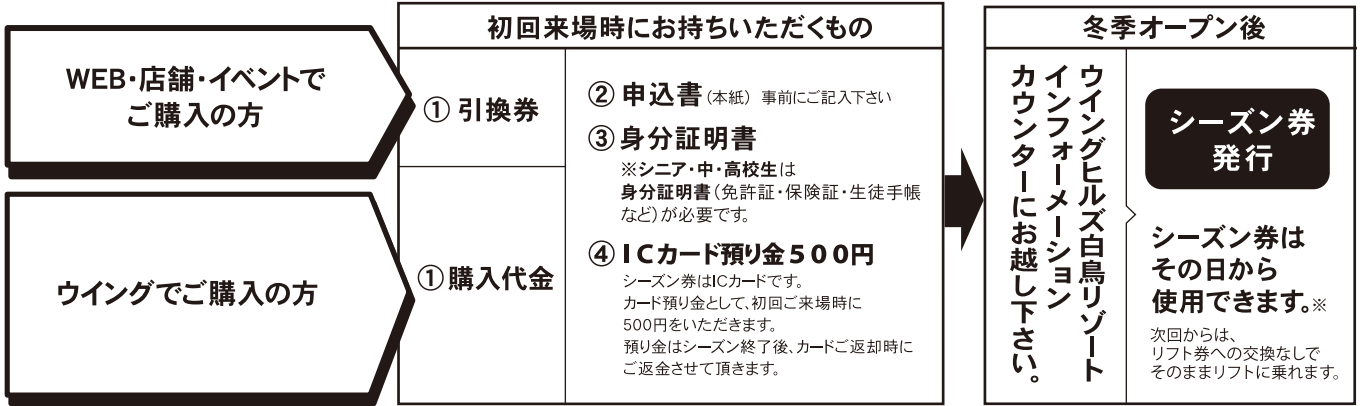 WEB・店舗・イベントで
ご購入の方
ウイングでご購入の方
初回来場時にお持ちいただくもの
① 引換券
①購入代金
② 申込書(本紙) 事前にご記入下さい
③ 身分証明書
※シニア・中・高校生は
身分証明書(免許証・保険証・生徒手帳
など)が必要です。
④ ICカード預り金500円
シーズン券はICカードです。
カード預り金として、初回ご来場時に
500円をいただきます。
預り金はシーズン終了後、カードご返却時に
ご返金させて頂きます。
冬季オープン後
ウイングヒルズ白鳥リゾート
インフォーメーション
カウンターにお越し下さい。
シーズン券
発行
シーズン券は
その日から
使用できます。※
次回からは、
リフト券への交換なしで
そのままリフトに乗れます。